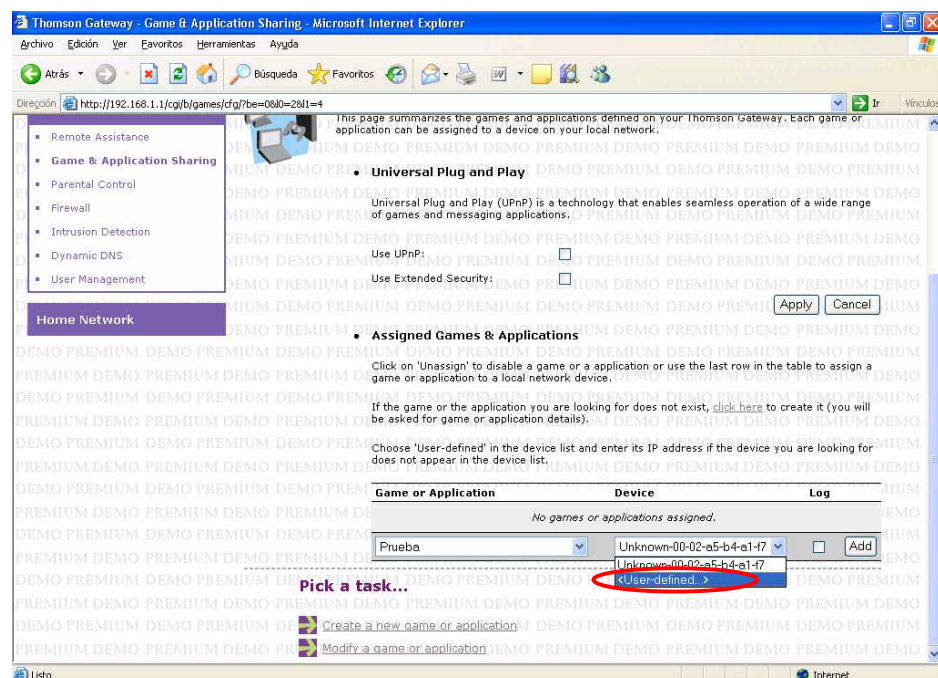 Thomson Gateway - Game & Application Sharing - Microsoft Internet Explorer
Archivo Edición Ver Favoritos Herramientas Ayuda
Atrás Búsqueda Favoritos
Dirección http://192.168.1.1/cgi/b/games/cfg/?be=0&l0=2&l1=4 Ir Vínculos
This page summarizes the games and applications defined on your Thomson Gateway. Each game or
application can be assigned to a device on your local network.
Remote Assistance
Game & Application Sharing
Parental Control
Firewall
Intrusion Detection
Dynamic DNS
User Management
Home Network
Universal Plug and Play
Universal Plug and Play (UPnP) is a technology that enables seamless operation of a wide range
of games and messaging applications.
Use UPnP:
Use Extended Security:
Apply Cancel
Assigned Games & Applications
Click on 'Unassign' to disable a game or a application or use the last row in the table to assign a
game or application to a local network device.
If the game or the application you are looking for does not exist, click here to create it (you will
be asked for game or application details).
Choose 'User-defined' in the device list and enter its IP address if the device you are looking for
does not appear in the device list.
Game or Application Device Log
No games or applications assigned.
Prueba Unknown-00-02-a5-b4-a1-f7 Add
Unknown-00-02-a5-b4-a1-f7
<User-defined...>
Pick a task...
Create a new game or application
Modify a game or application
DEMO PREMIUM DEMO PREMIUM DEMO PREMIUM DEMO PREMIUM DEMO PREMIUM DEMO
Listo Internet